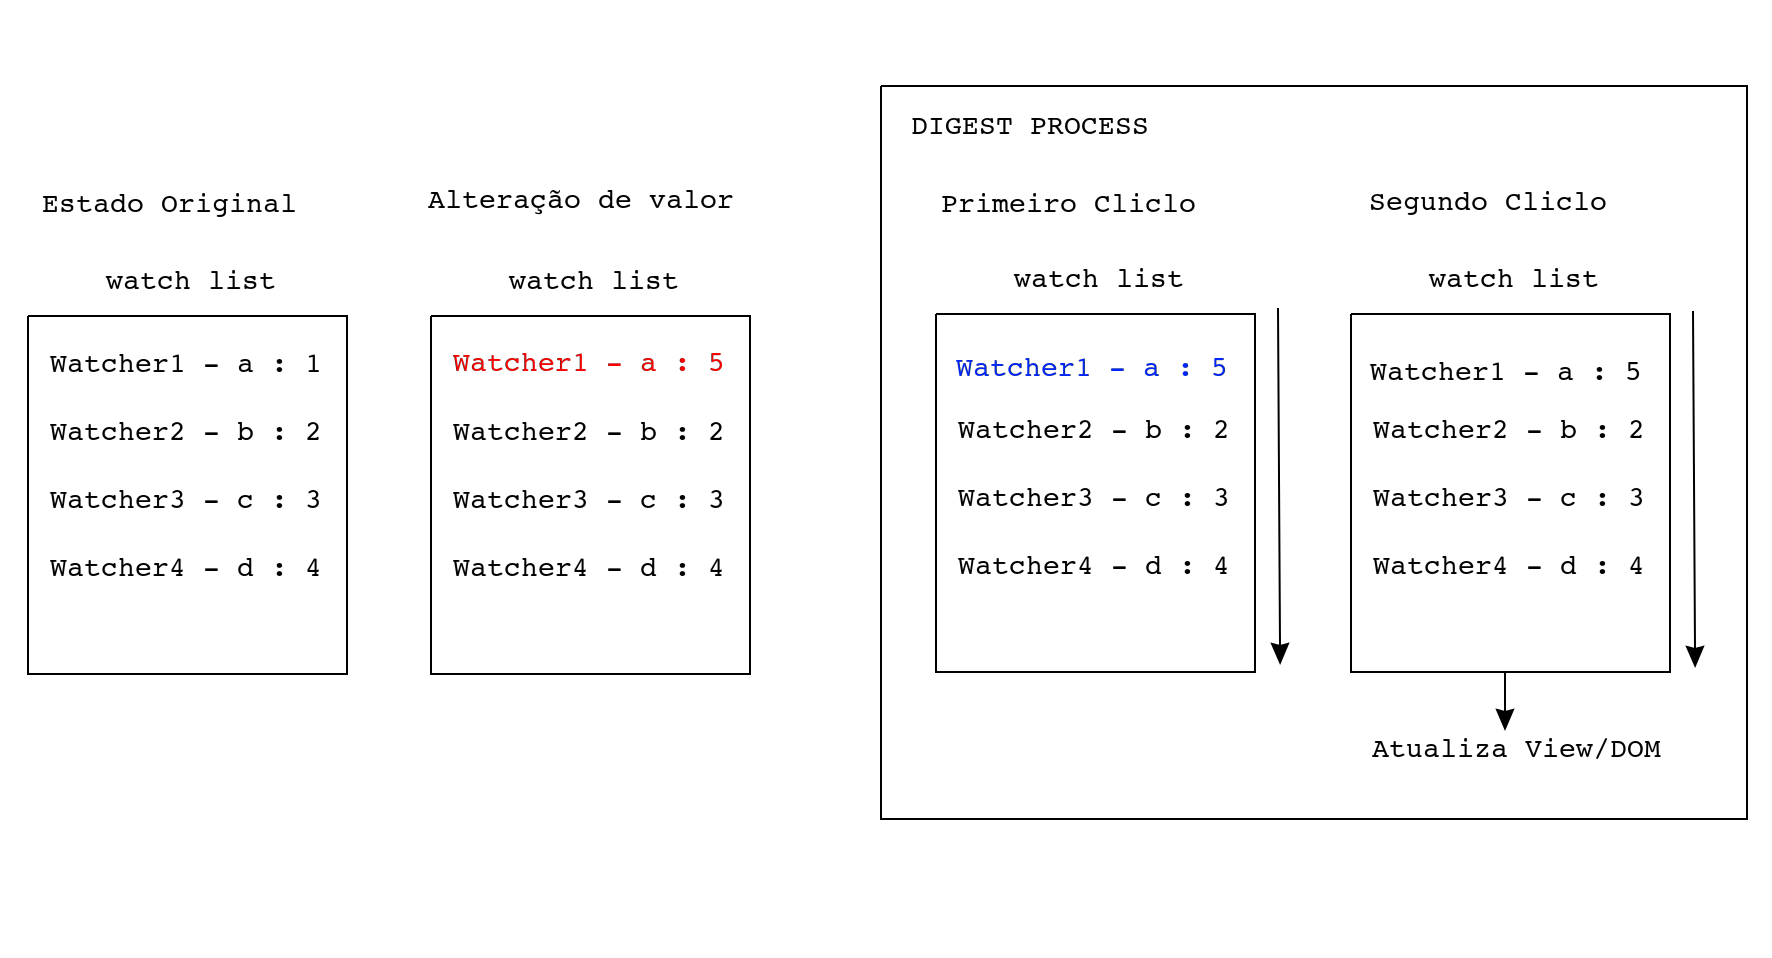 Estado Original
watch list
Watcher1 - a : 1
Watcher2 - b : 2
Watcher3 - c : 3
Watcher4 - d : 4
Alteração de valor
watch list
Watcher1 - a : 5
Watcher2 - b : 2
Watcher3 - c : 3
Watcher4 - d : 4
DIGEST PROCESS
Primeiro Cliclo
watch list
Watcher1 - a : 5
Watcher2 - b : 2
Watcher3 - c : 3
Watcher4 - d : 4
Segundo Cliclo
watch list
Watcher1 - a : 5
Watcher2 - b : 2
Watcher3 - c : 3
Watcher4 - d : 4
Atualiza View/DOM